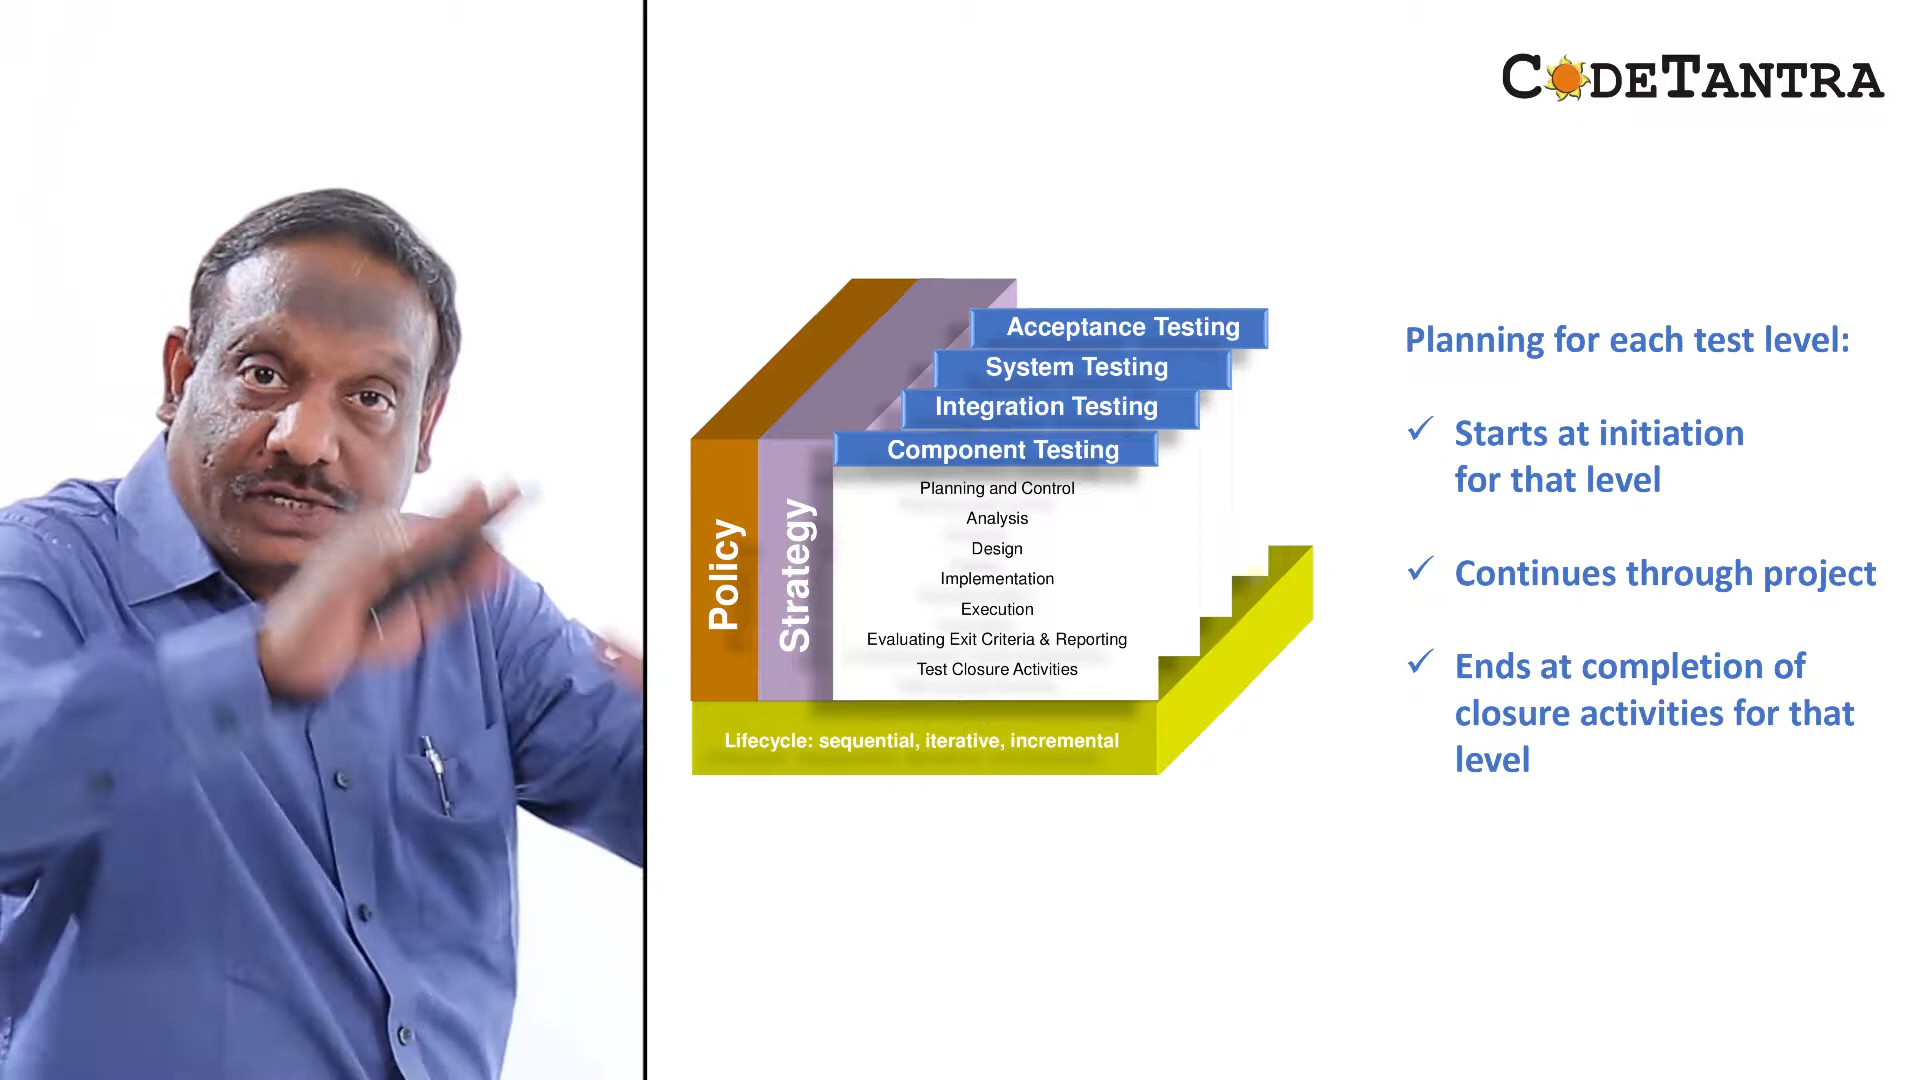 CODETANTRA
Acceptance Testing
System Testing
Integration Testing
Component Testing
Planning and Control
Analysis
Design
Implementation
Execution
Evaluating Exit Criteria & Reporting
Test Closure Activities
Policy
Strategy
Lifecycle: sequential, iterative, incremental
Planning for each test level:
✓ Starts at initiation
for that level
✓ Continues through project
✓ Ends at completion of
closure activities for that
level